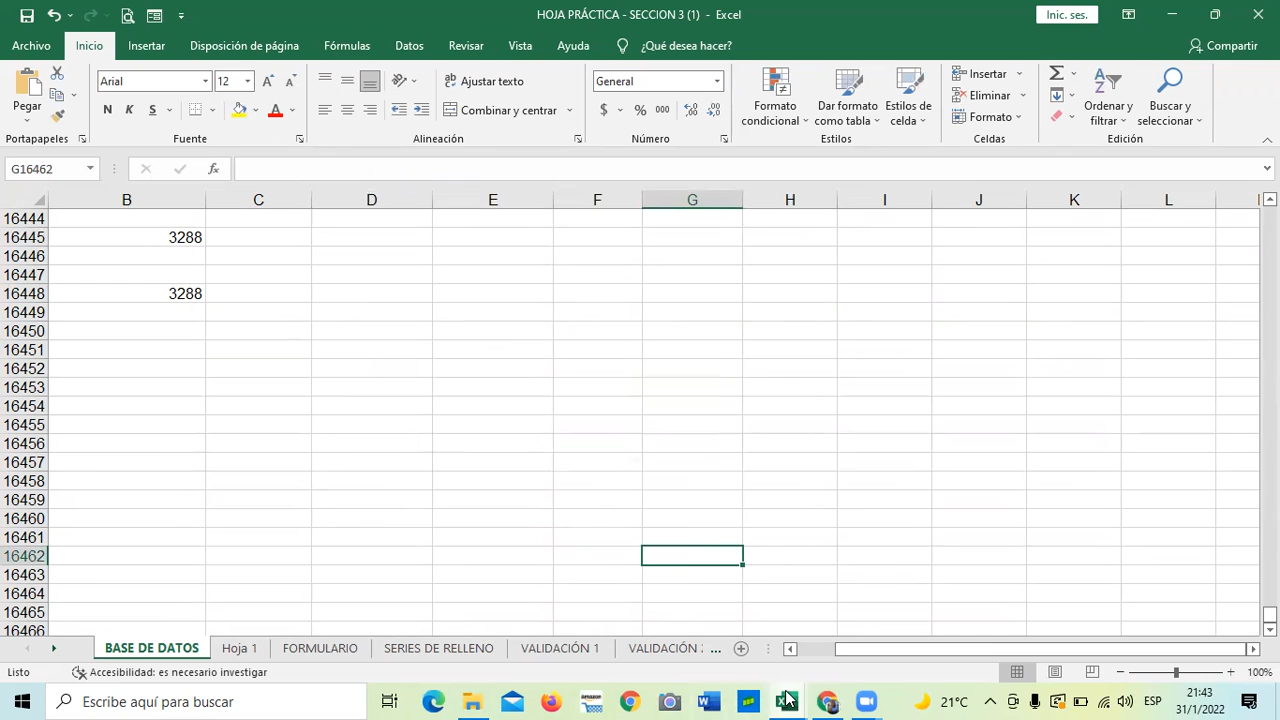 HOJA PRÁCTICA - SECCION 3 (1) - Excel
Inic. ses.
Archivo Inicio Insertar Disposición de página Fórmulas Datos Revisar Vista Ayuda ¿Qué desea hacer? Compartir
Arial 12 Ajustar texto General Insertar
Pegar Formato condicional Dar formato como tabla Estilos de celda Eliminar Ordenar y filtrar Buscar y seleccionar
N K S Combinar y centrar $ % 000 Formato
Portapapeles Fuente Alineación Número Estilos Celdas Edición
G16462 fx
B C D E F G H I J K L
16444
16445 3288
16446
16447
16448 3288
16449
16450
16451
16452
16453
16454
16455
16456
16457
16458
16459
16460
16461
16462
16463
16464
16465
16466
BASE DE DATOS Hoja 1 FORMULARIO SERIES DE RELLENO VALIDACIÓN 1 VALIDACIÓN ...
Listo Accesibilidad: es necesario investigar 100%
Escribe aquí para buscar amazon 21°C ESP 21:43
31/1/2022